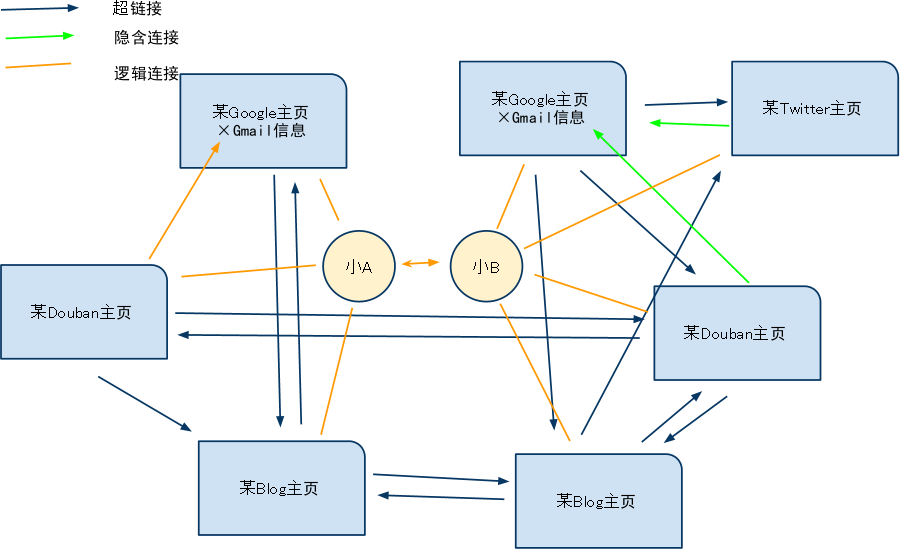 超链接
隐含连接
逻辑连接
某Google主页
×Gmail信息
某Google主页
×Gmail信息
某Twitter主页
小A
小B
某Douban主页
某Douban主页
某Blog主页
某Blog主页